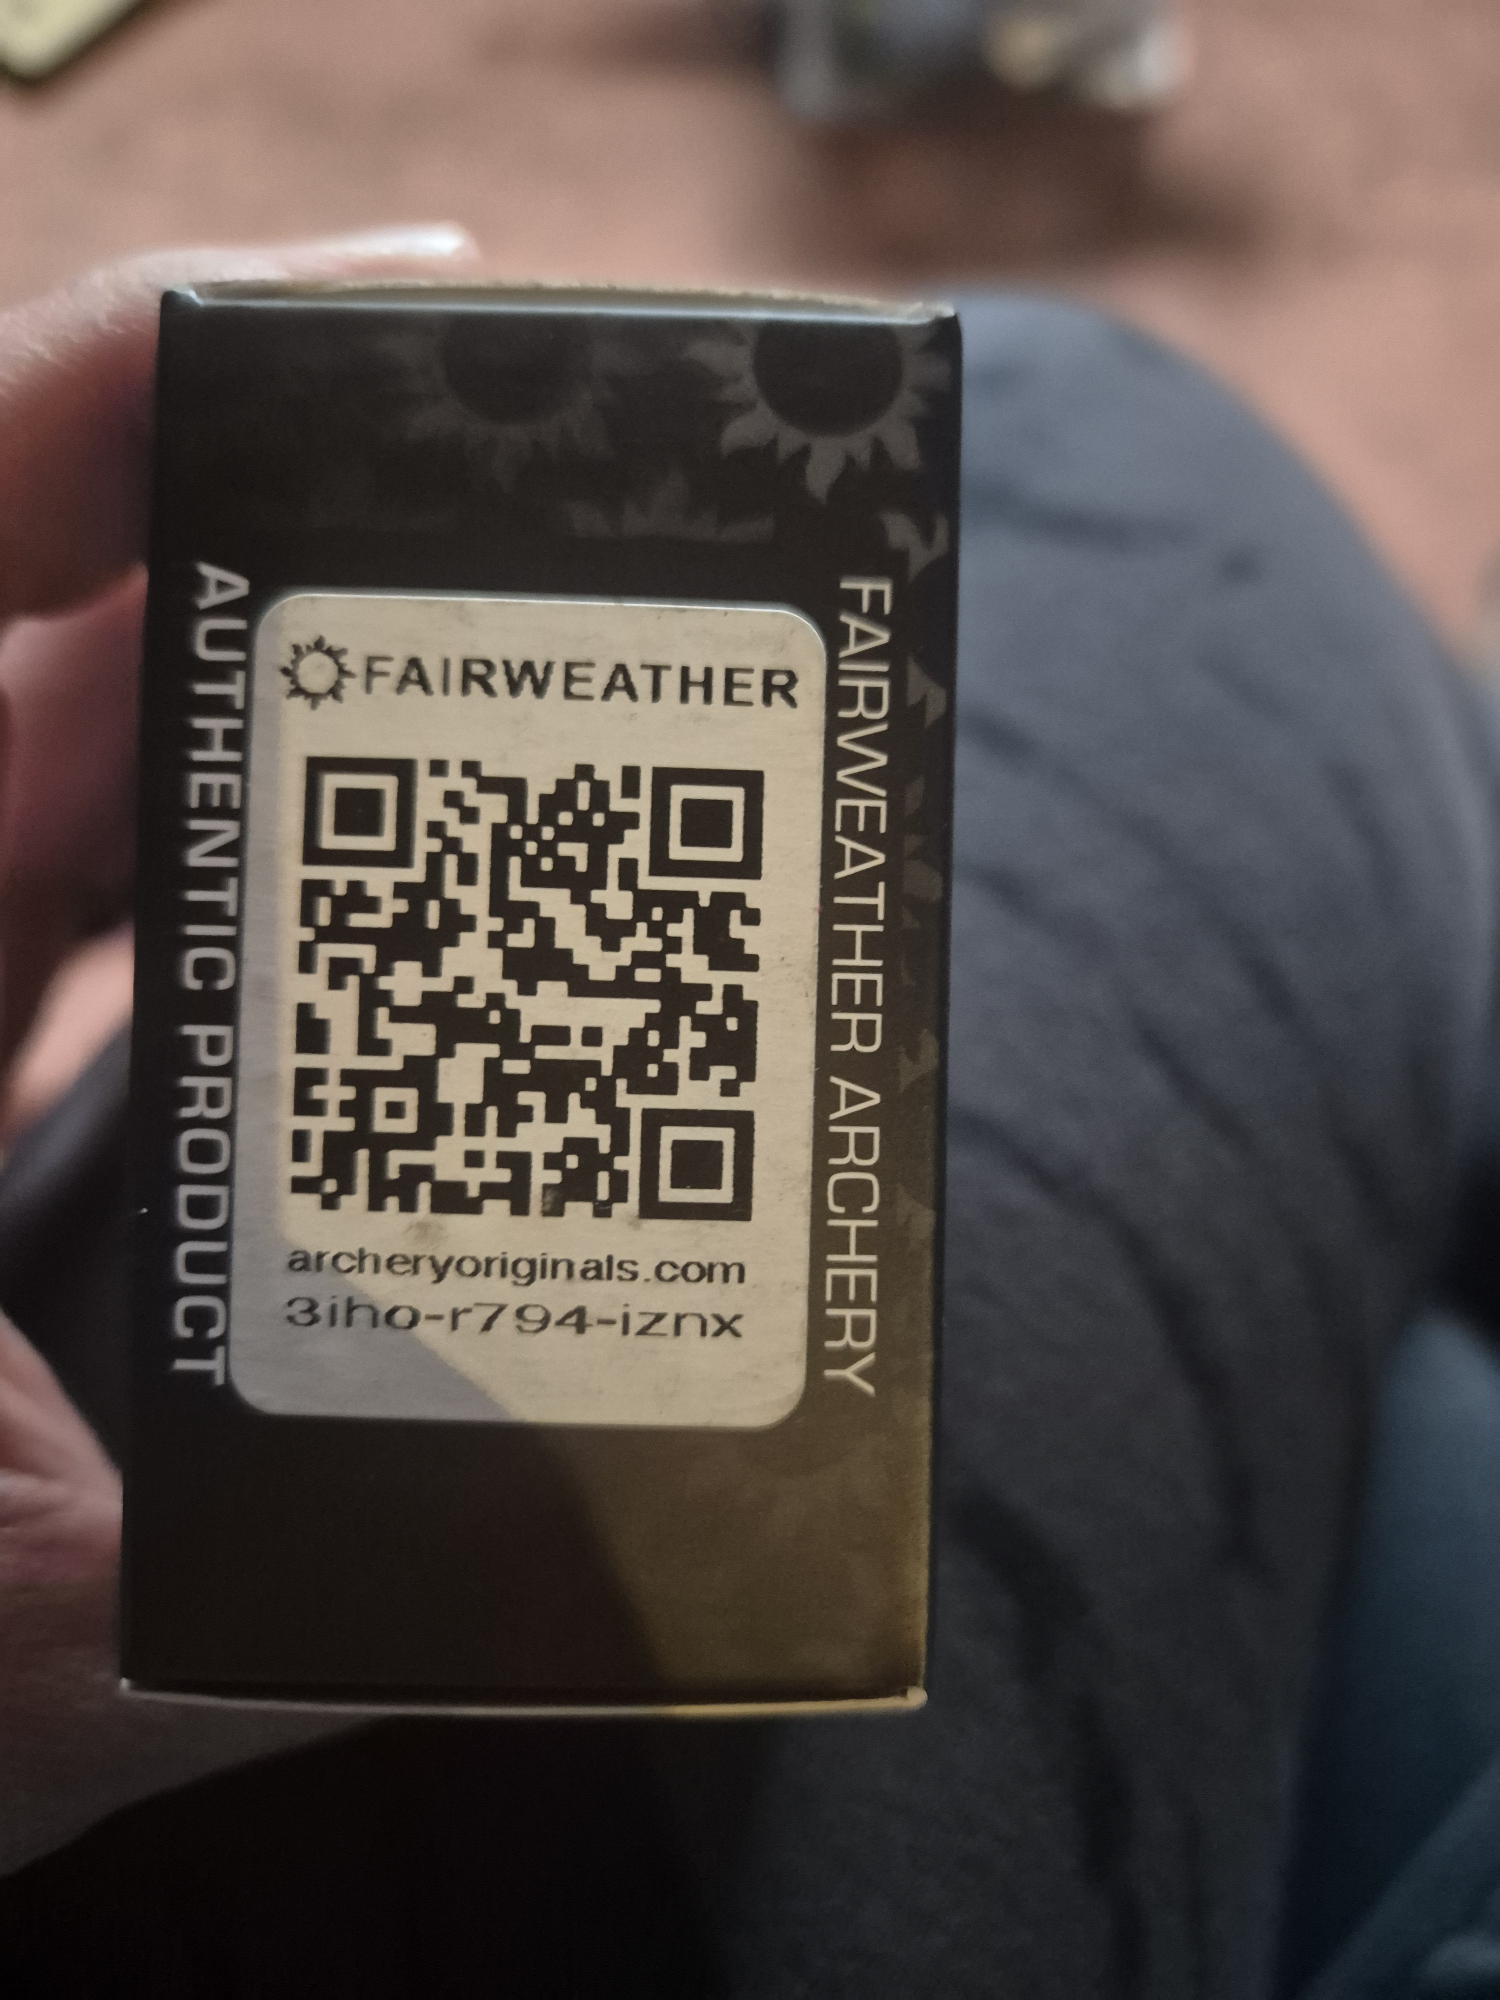 AUTHENTIC PRODUCT
FAIRWEATHER
archeryoriginals.com
3iho-r794-iznx
FAIRWEATHER ARCHERY